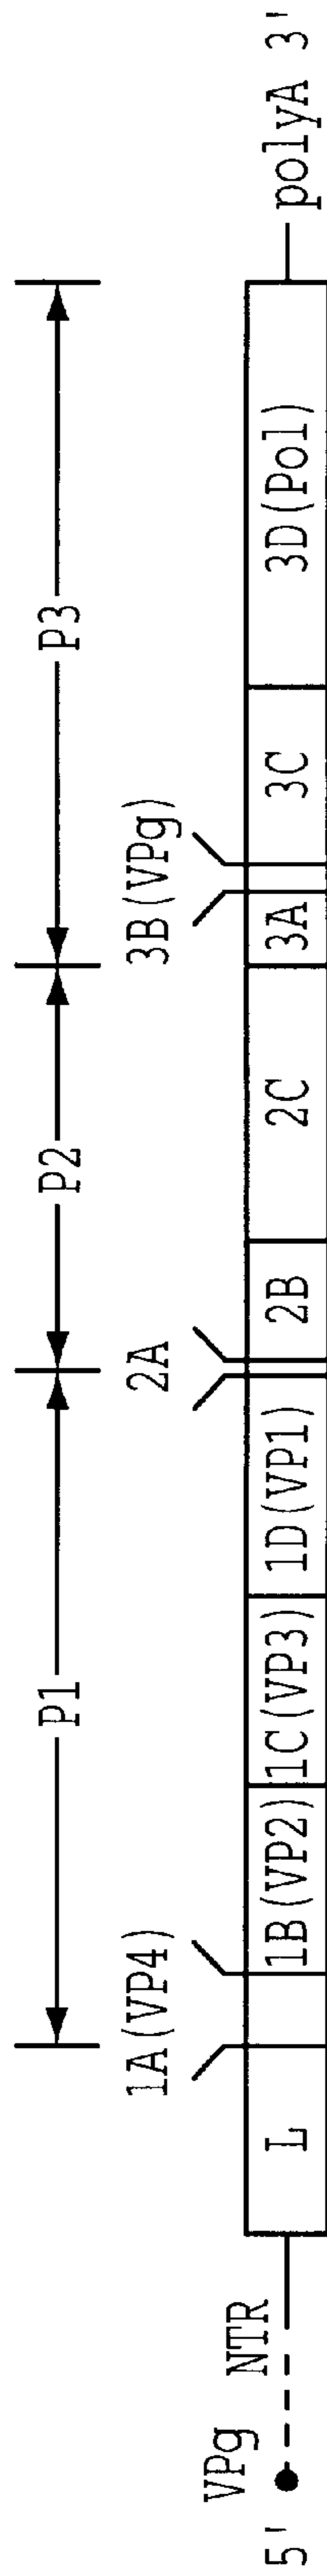 P1 P2 P3
1A(VP4) 2A 3B(VPg)
VPg
5' NTR L 1B(VP2) 1C(VP3) 1D(VP1) 2B 2C 3A 3C 3D(Pol) polyA 3'